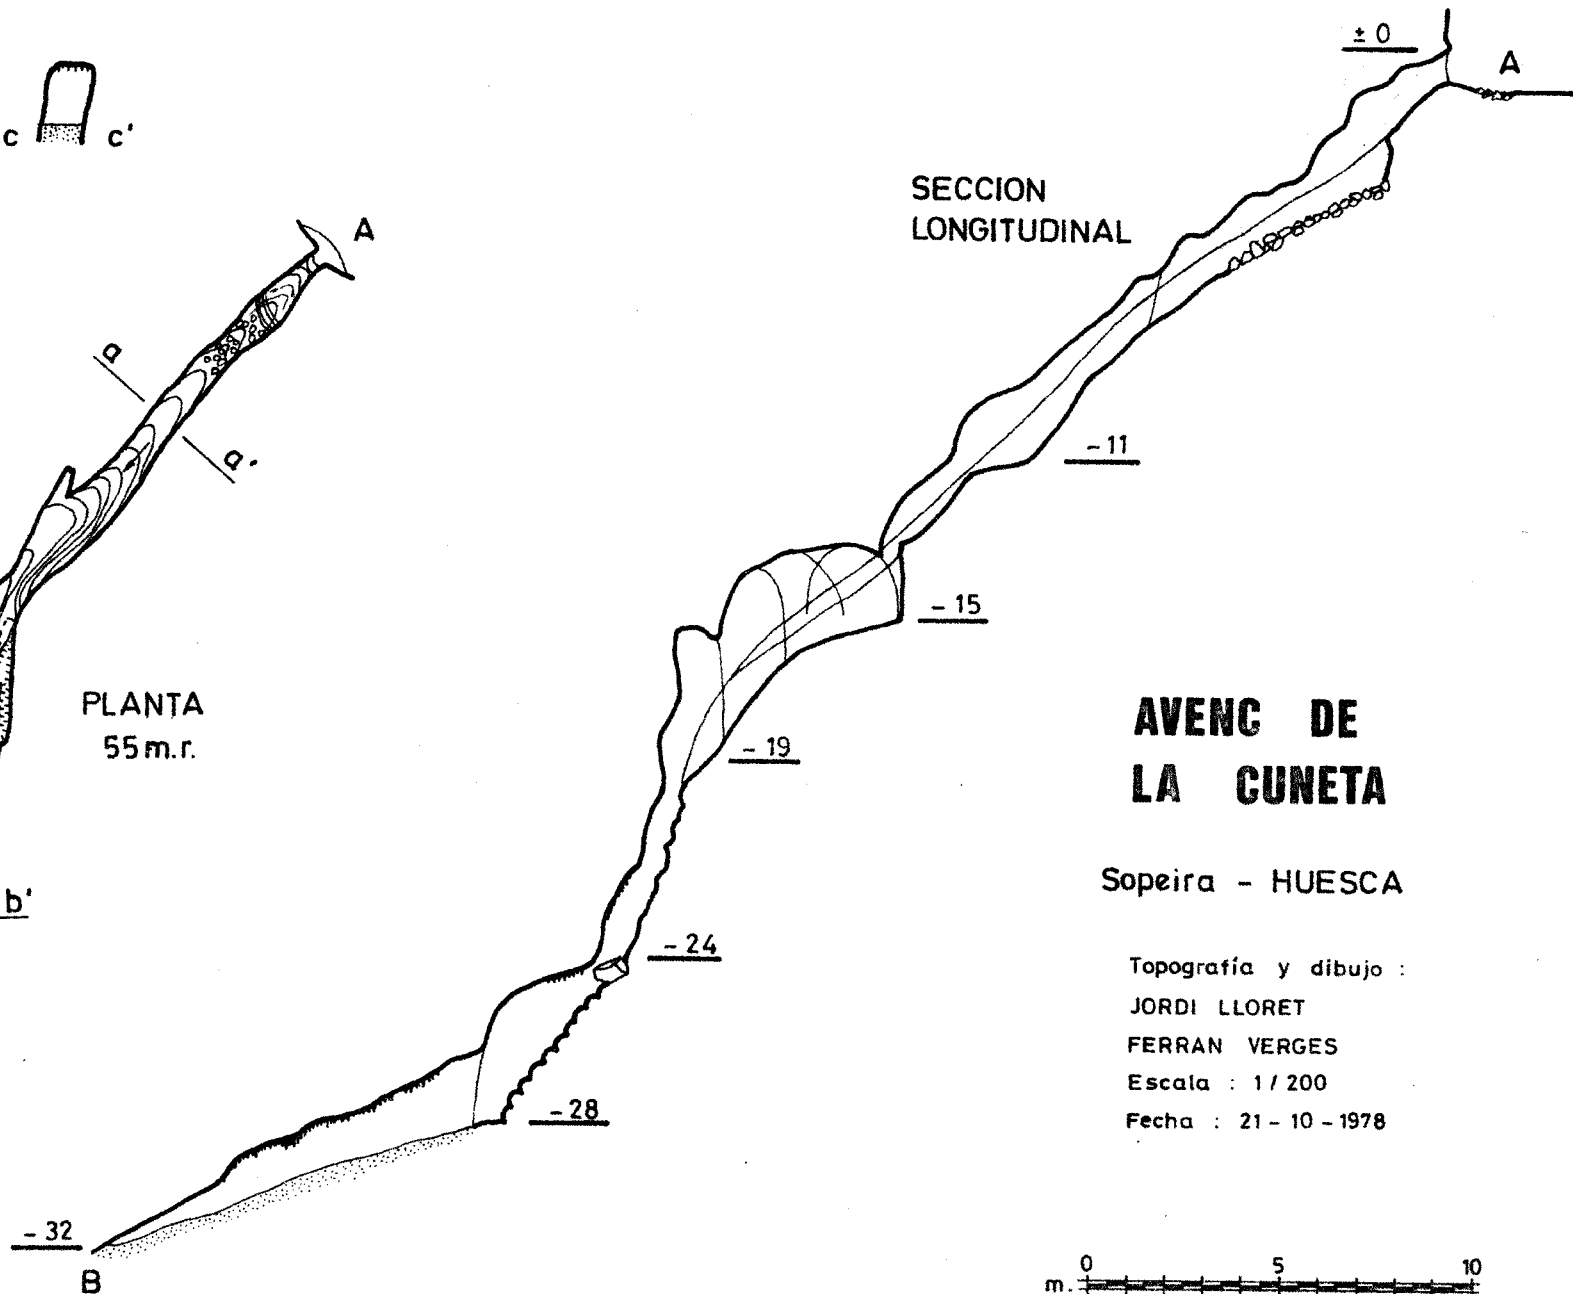 ± 0
A
c c'
SECCION
LONGITUDINAL
A
a
a'
- 11
- 15
PLANTA
55 m.r.
- 19
AVENC DE
LA CUNETA
Sopeira - HUESCA
b'
- 24
Topografía y dibujo :
JORDI LLORET
FERRAN VERGES
Escala : 1 / 200
Fecha : 21 - 10 - 1978
- 28
- 32
B
0 5 10
m.